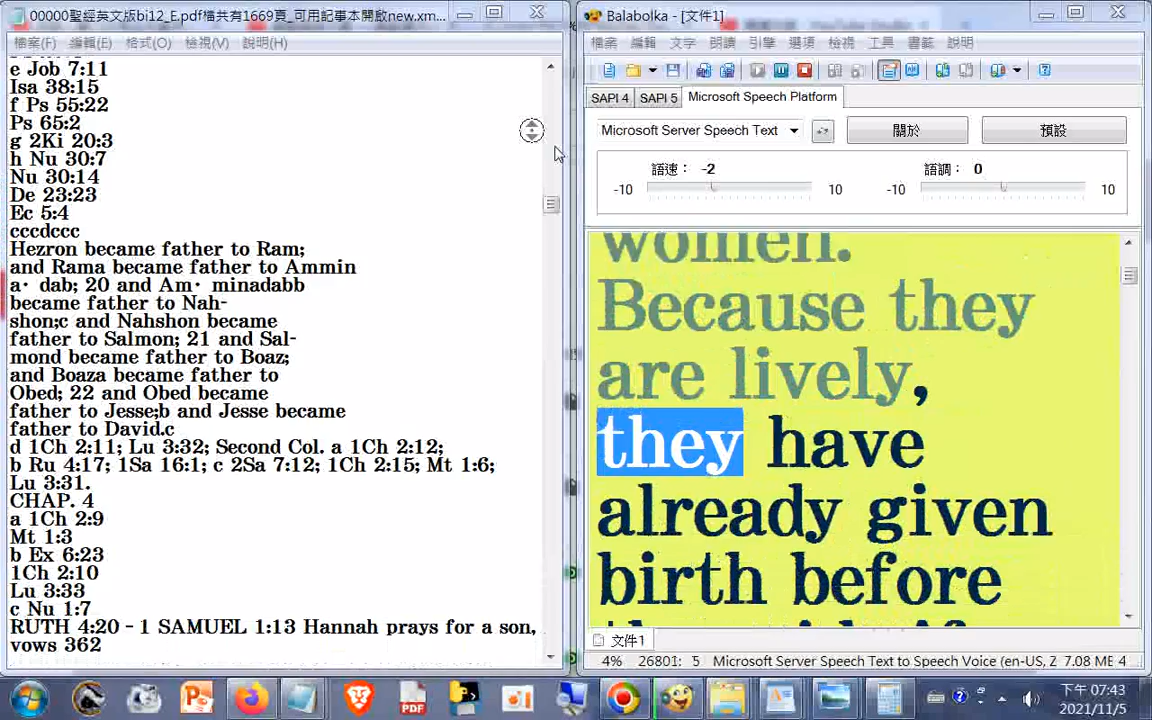 00000聖經英文版bi12_E.pdf檔共有1669頁_可用記事本開啟new.xm...
檔案(F) 編輯(E) 格式(O) 檢視(V) 說明(H)
e Job 7:11
Isa 38:15
f Ps 55:22
Ps 65:2
g 2Ki 20:3
h Nu 30:7
Nu 30:14
De 23:23
Ec 5:4
cccdccc
Hezron became father to Ram;
and Rama became father to Ammin
a· dab; 20 and Am· minadabb
became father to Nah-
shon;c and Nahshon became
father to Salmon; 21 and Sal-
mond became father to Boaz;
and Boaza became father to
Obed; 22 and Obed became
father to Jesse;b and Jesse became
father to David.c
d 1Ch 2:11; Lu 3:32; Second Col. a 1Ch 2:12;
b Ru 4:17; 1Sa 16:1; c 2Sa 7:12; 1Ch 2:15; Mt 1:6;
Lu 3:31.
CHAP. 4
a 1Ch 2:9
Mt 1:3
b Ex 6:23
1Ch 2:10
Lu 3:33
c Nu 1:7
RUTH 4:20 - 1 SAMUEL 1:13 Hannah prays for a son,
vows 362
Balabolka - [文件1]
檔案 編輯 文字 朗讀 引擎 選項 檢視 工具 書籤 說明
SAPI 4 SAPI 5 Microsoft Speech Platform
Microsoft Server Speech Text 關於 預設
語速： -2 語調： 0
-10 10 -10 10
women.
Because they
are lively,
they have
already given
birth before
文件1
4% 26801: 5 Microsoft Server Speech Text to Speech Voice (en-US, Z 7.08 ME 4
PDF
下午 07:43
2021/11/5